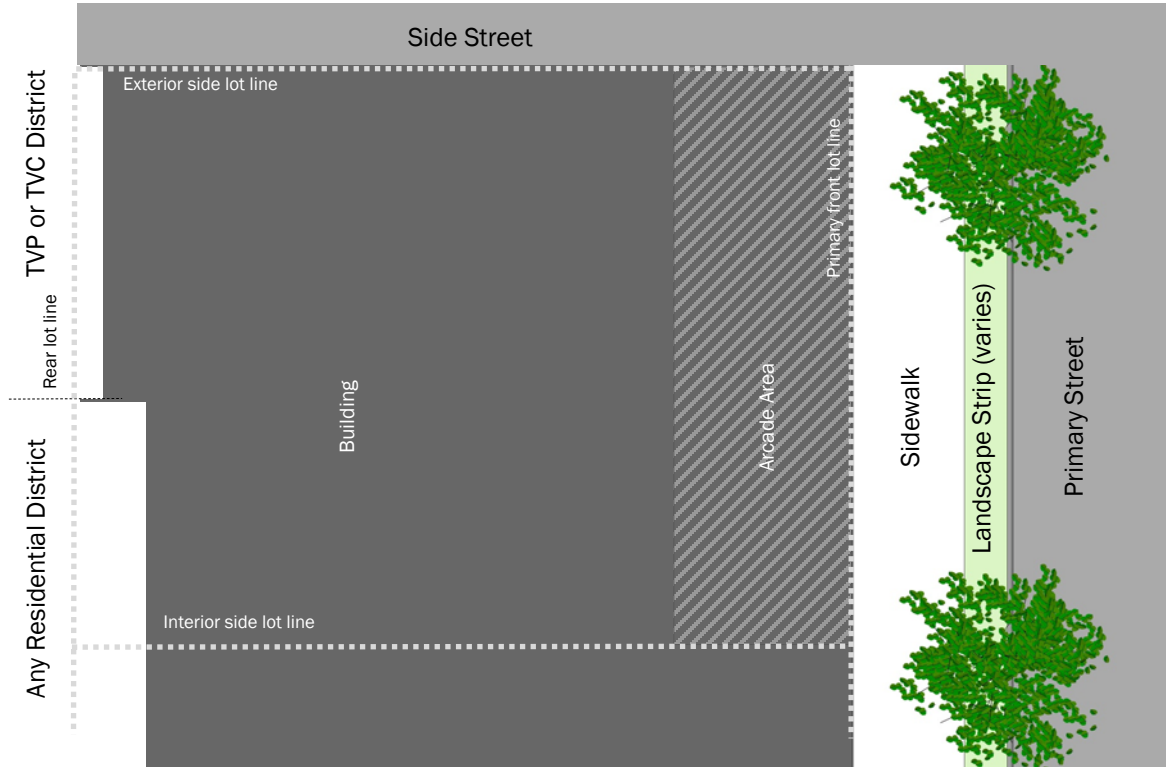 Side Street
Exterior side lot line
TVP or TVC District
Rear lot line
Any Residential District
Building
Arcade Area
Primary front lot line
Sidewalk
Landscape Strip (varies)
Primary Street
Interior side lot line